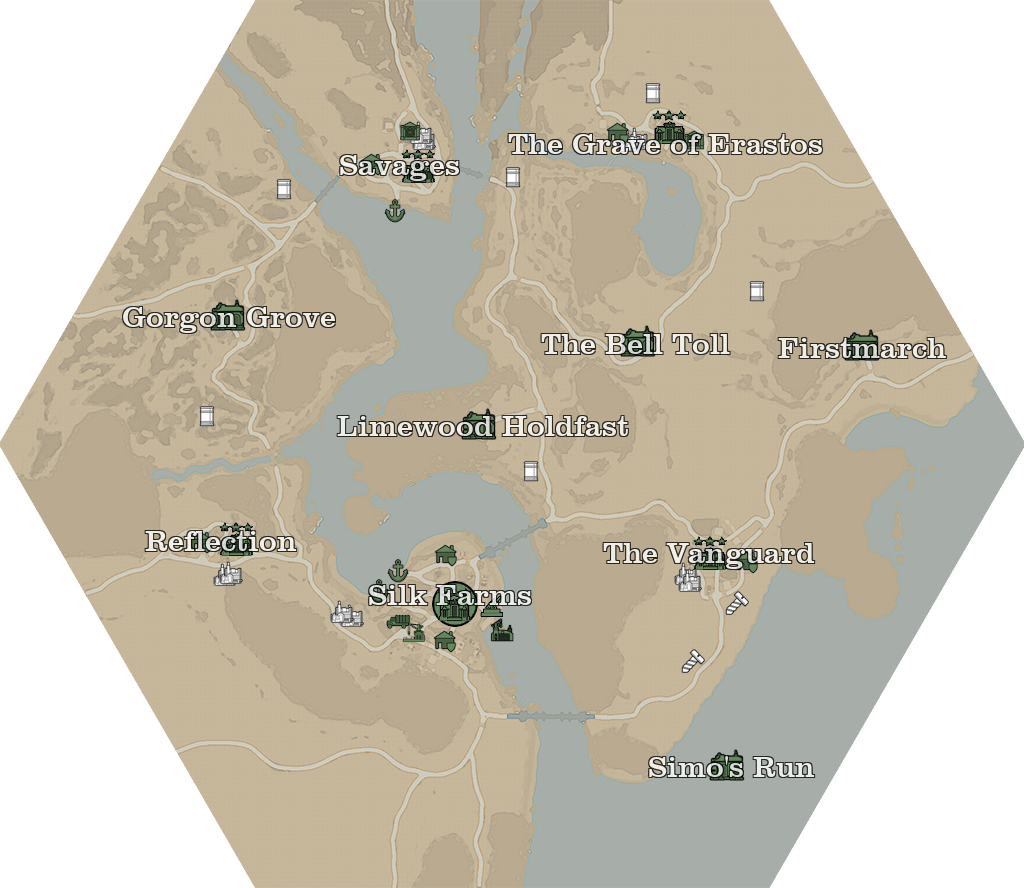 The Grave of Erastos
Savages
Gorgon Grove
The Bell Toll
Firstmarch
Limewood Holdfast
Reflection
The Vanguard
Silk Farms
Simo's Run